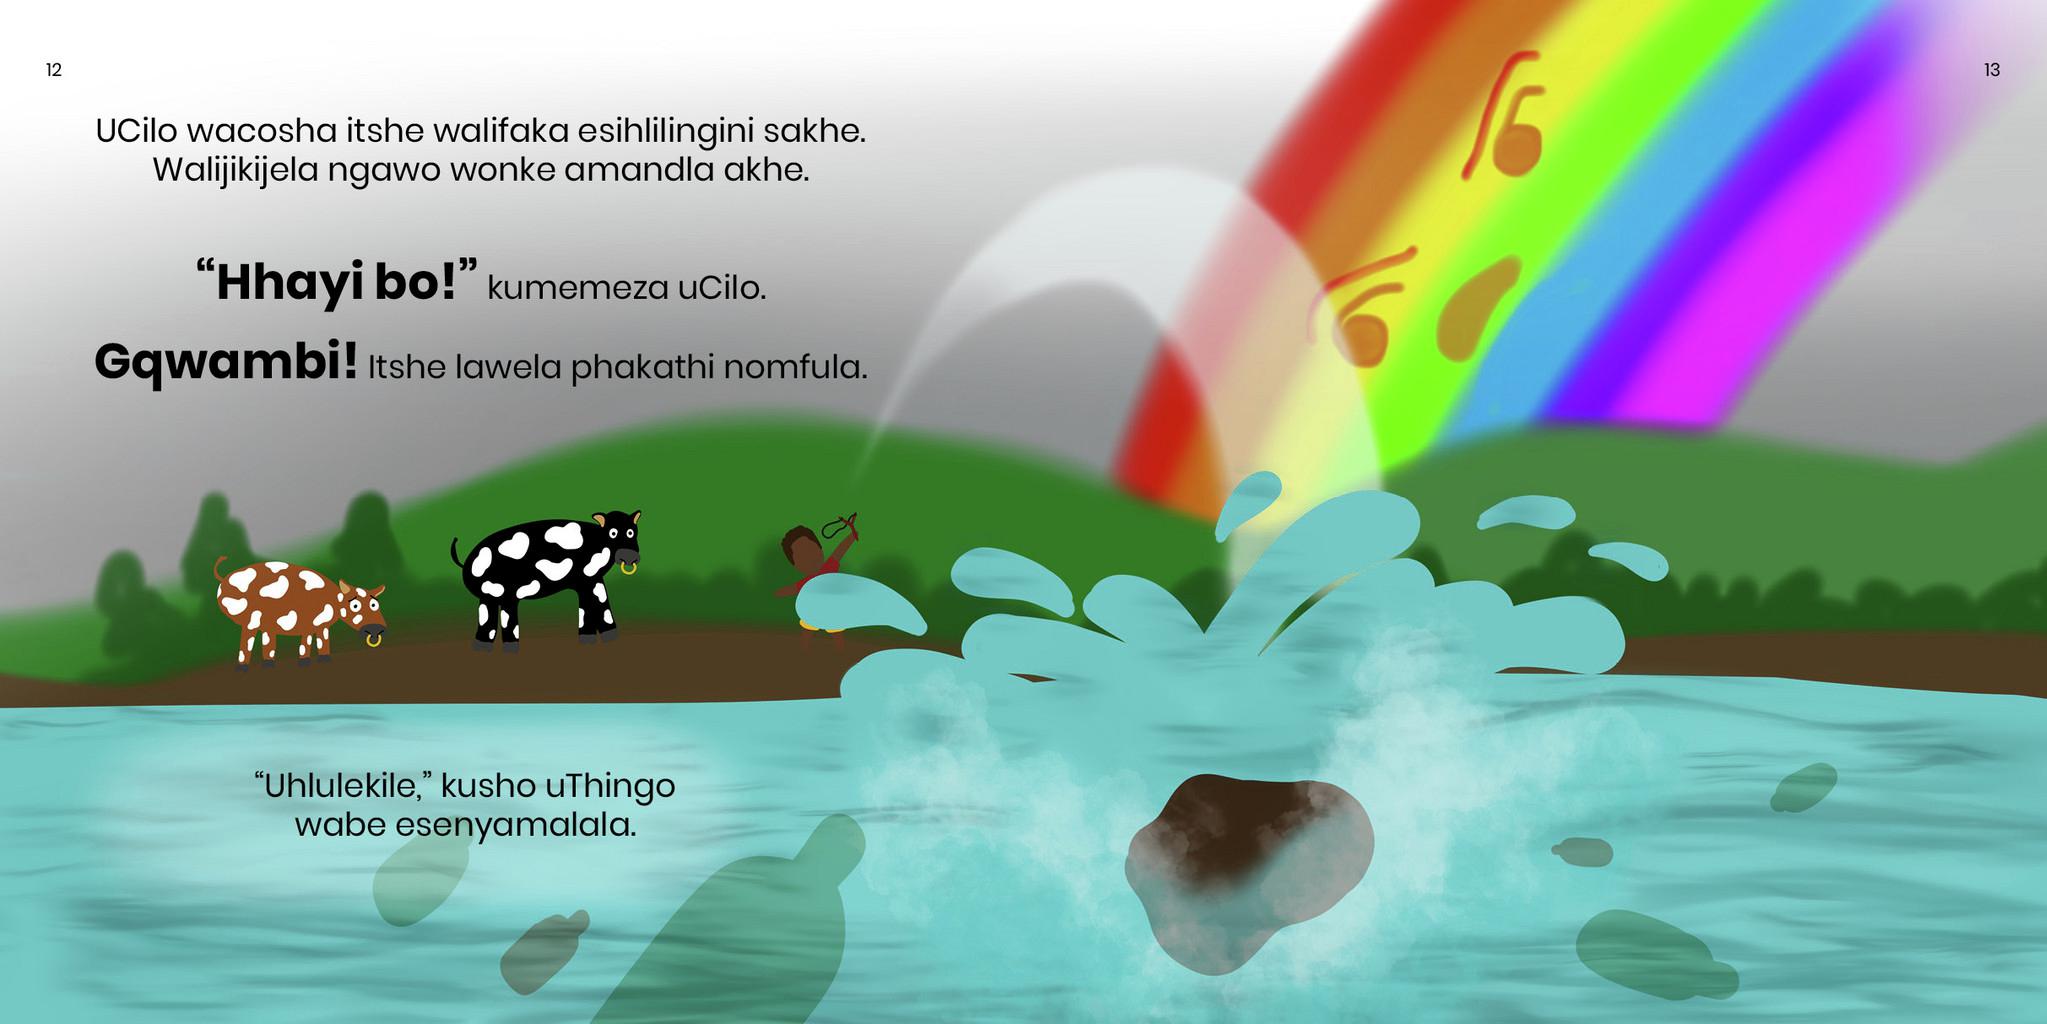 12
13
UCilo wacosha itshe walifaka esihlilingini sakhe.
Walijikijela ngawo wonke amandla akhe.
“Hhayi bo!” kumemeza uCilo.
Gqwambi! Itshe lawela phakathi nomfula.
“Uhlulekile,” kusho uThingo
wabe esenyamalala.